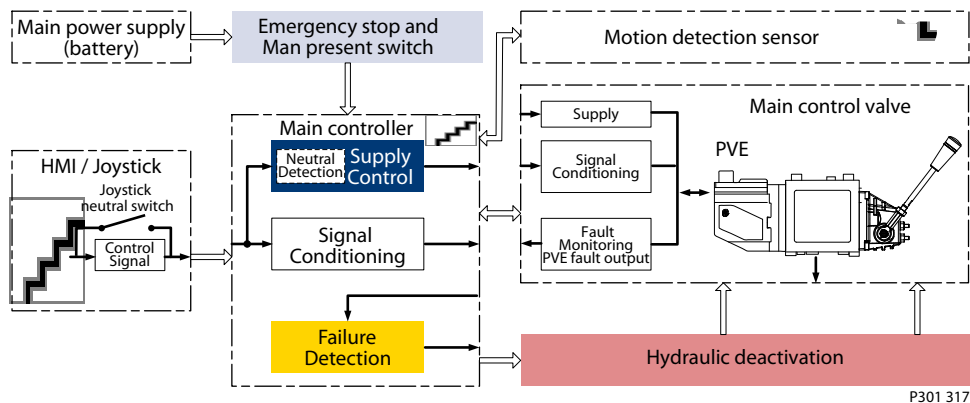 Main power supply
(battery)
Emergency stop and
Man present switch
Motion detection sensor
HMI / Joystick
Joystick
neutral switch
Control
Signal
Main controller
Neutral
Detection
Supply
Control
Signal
Conditioning
Failure
Detection
Main control valve
Supply
Signal
Conditioning
Fault
Monitoring
PVE fault output
PVE
Hydraulic deactivation
P301 317